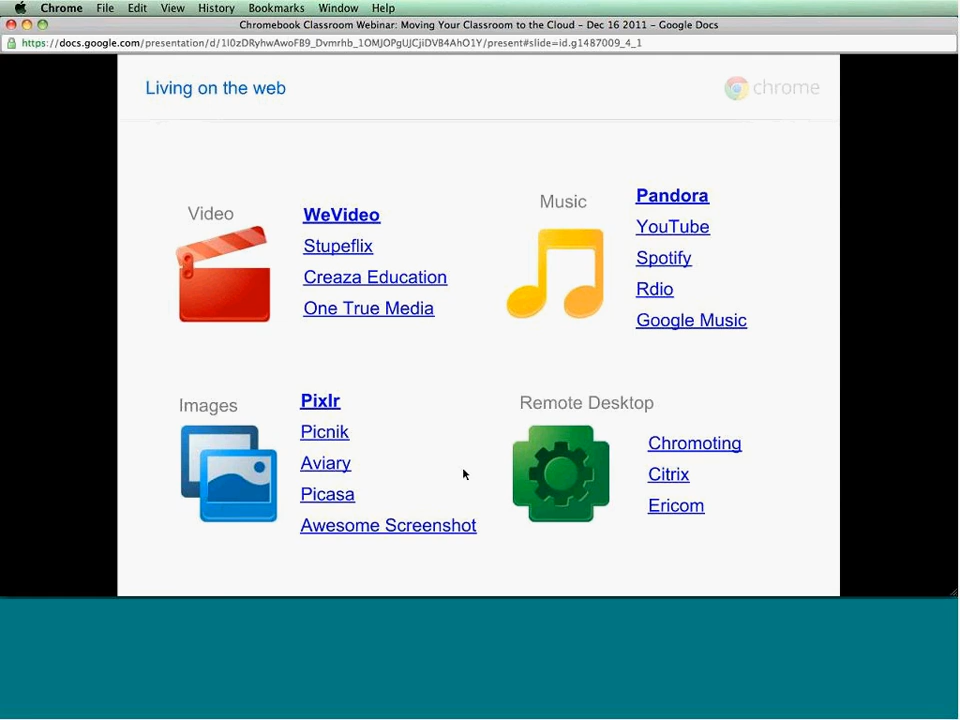 Chrome File Edit View History Bookmarks Window Help
Chromebook Classroom Webinar: Moving Your Classroom to the Cloud - Dec 16 2011 - Google Docs
https://docs.google.com/presentation/d/1l0zDRyhwAwoFB9_Dvmrhb_1OMJOPgUJCjiDVB4AhO1Y/present#slide=id.g1487009_4_1
Living on the web
chrome
Video
WeVideo
Stupeflix
Creaza Education
One True Media
Music
Pandora
YouTube
Spotify
Rdio
Google Music
Images
Pixlr
Picnik
Aviary
Picasa
Awesome Screenshot
Remote Desktop
Chromoting
Citrix
Ericom